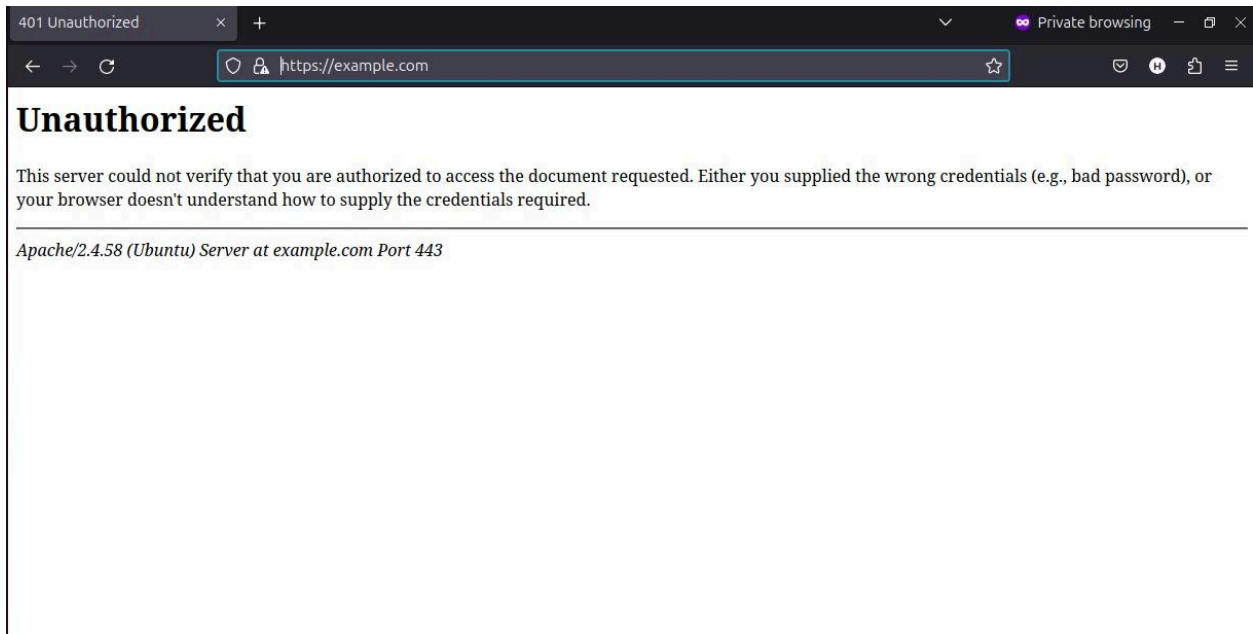 401 Unauthorized
Private browsing
https://example.com
H
Unauthorized
This server could not verify that you are authorized to access the document requested. Either you supplied the wrong credentials (e.g., bad password), or
your browser doesn't understand how to supply the credentials required.
Apache/2.4.58 (Ubuntu) Server at example.com Port 443